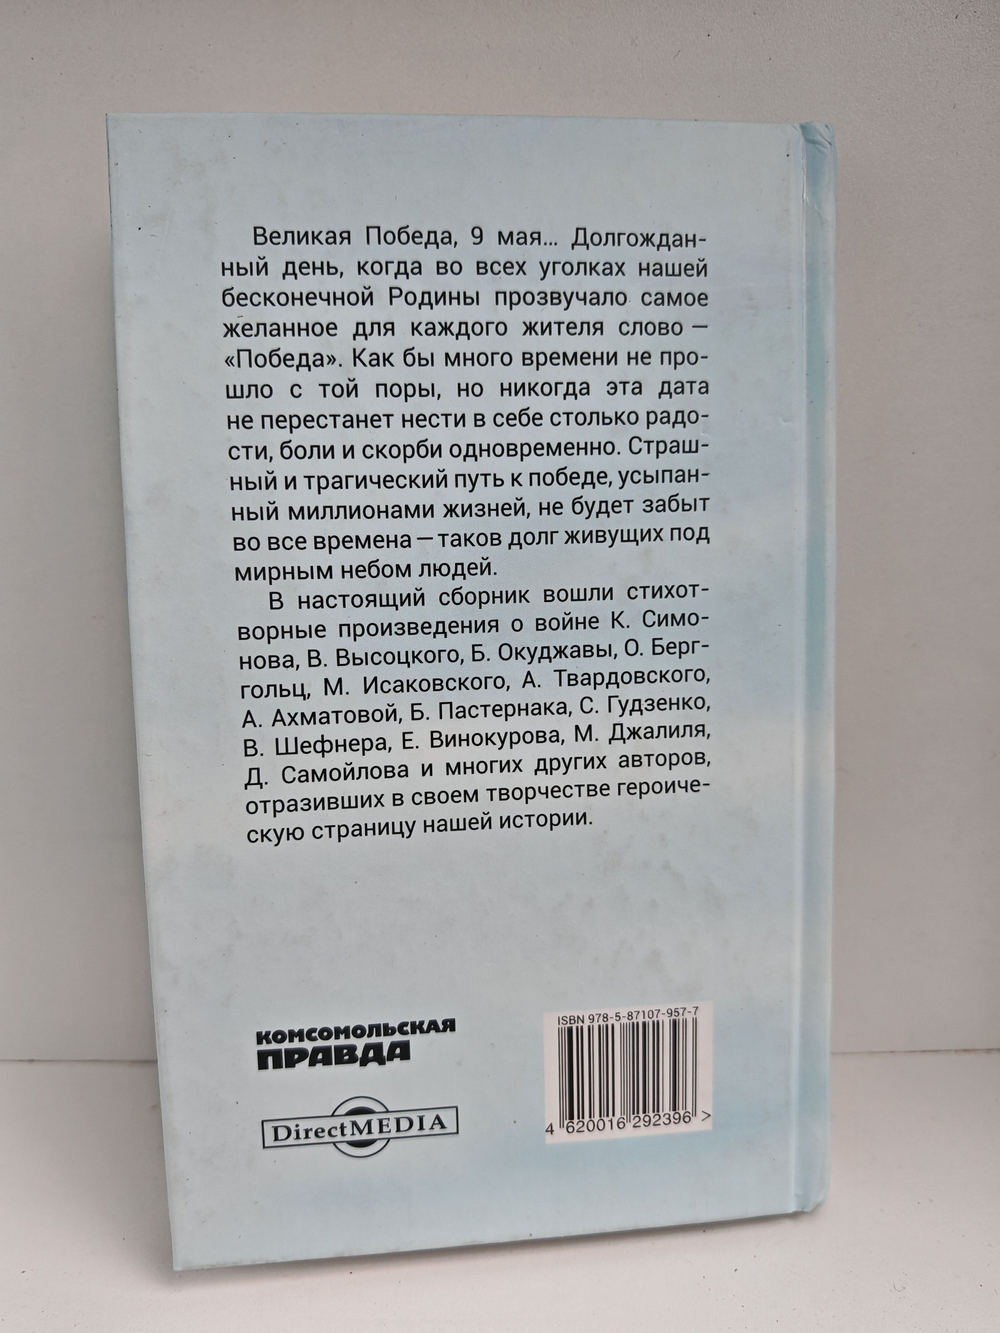 Великая Победа, 9 мая... Долгождан-
ный день, когда во всех уголках нашей
бесконечной Родины прозвучало самое
желанное для каждого жителя слово —
«Победа». Как бы много времени не про-
шло с той поры, но никогда эта дата
не перестанет нести в себе столько радо-
сти, боли и скорби одновременно. Страш-
ный и трагический путь к победе, усыпан-
ный миллионами жизней, не будет забыт
во все времена — таков долг живущих под
мирным небом людей.
В настоящий сборник вошли стихот-
ворные произведения о войне К. Симо-
нова, В. Высоцкого, Б. Окуджавы, О. Берг-
гольц, М. Исаковского, А. Твардовского,
А. Ахматовой, Б. Пастернака, С. Гудзенко,
В. Шефнера, Е. Винокурова, М. Джалиля,
Д. Самойлова и многих других авторов,
отразивших в своем творчестве героиче-
скую страницу нашей истории.
КОМСОМОЛЬСКАЯ
ПРАВДА
DirectMEDIA
ISBN 978-5-87107-957-7
4 620016 292396 >